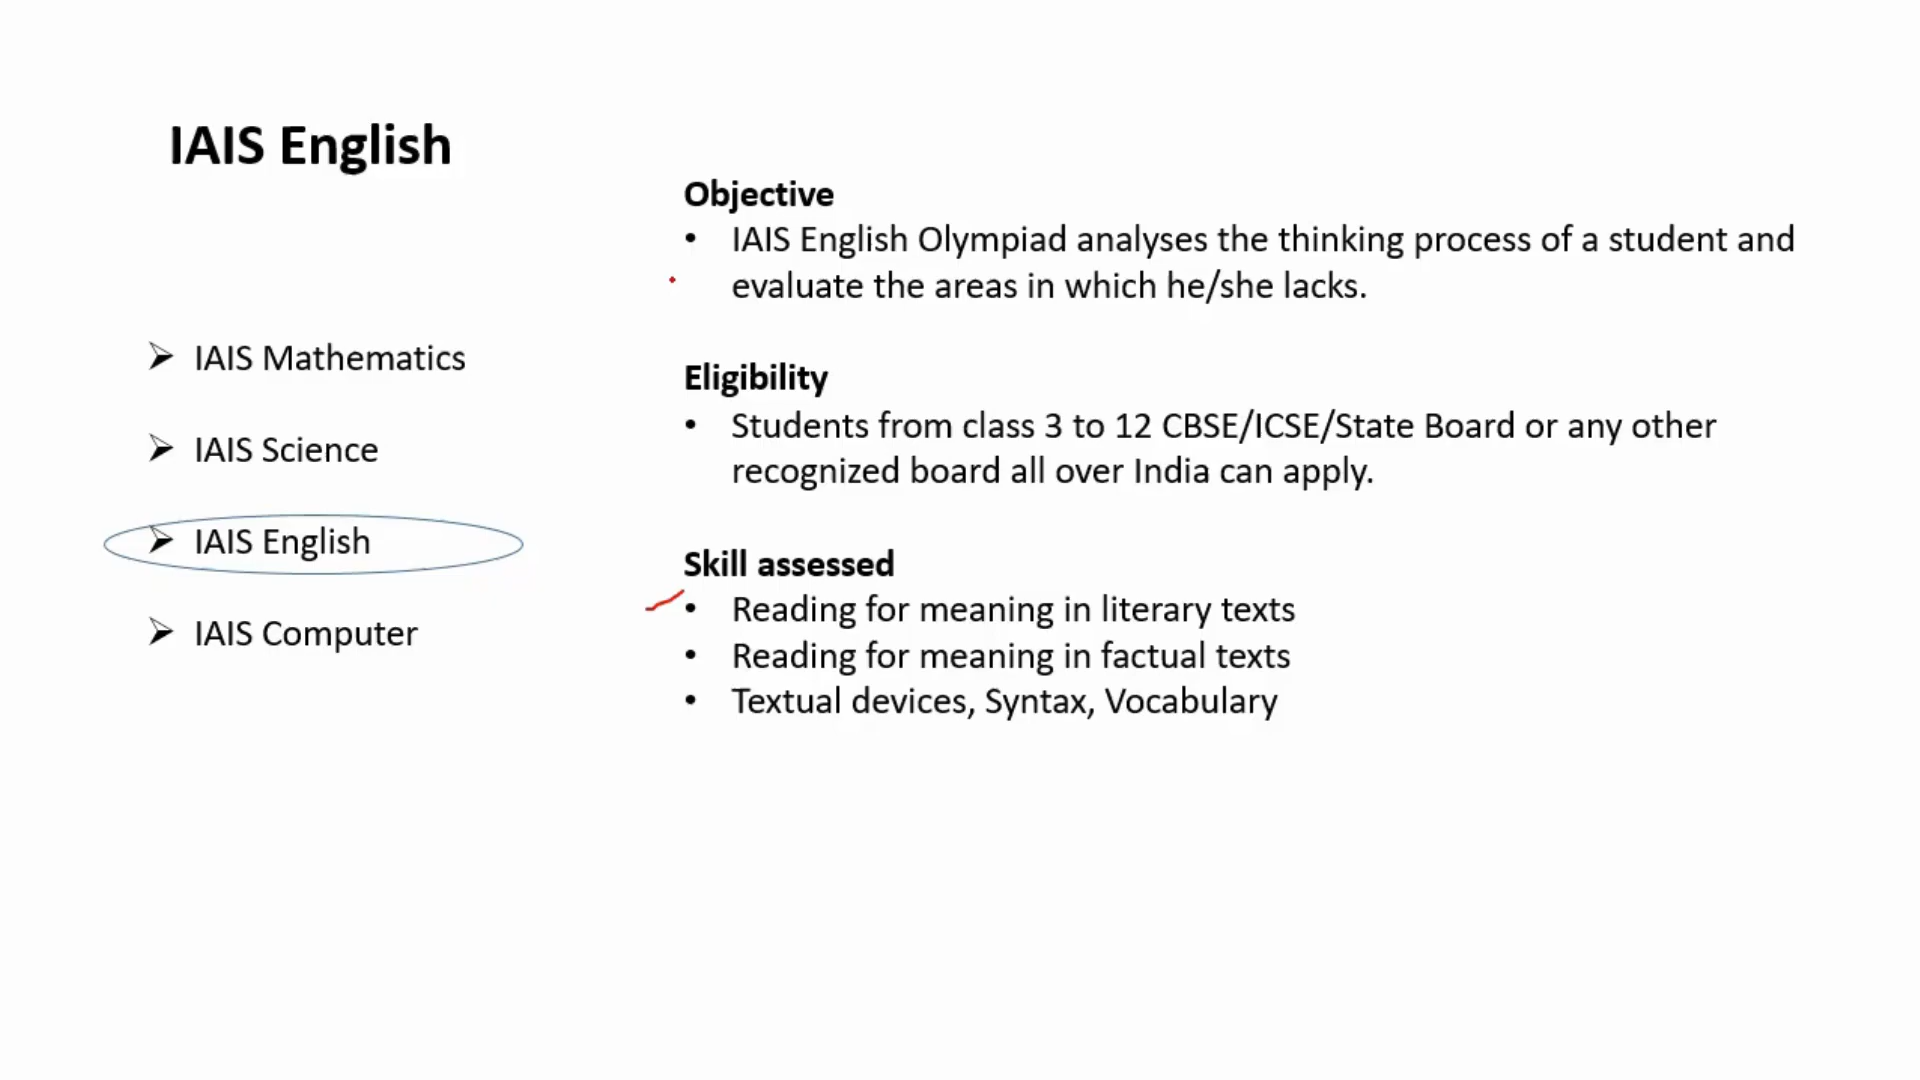 IAIS English
IAIS Mathematics
IAIS Science
IAIS English
IAIS Computer
Objective
• IAIS English Olympiad analyses the thinking process of a student and
evaluate the areas in which he/she lacks.
Eligibility
• Students from class 3 to 12 CBSE/ICSE/State Board or any other
recognized board all over India can apply.
Skill assessed
• Reading for meaning in literary texts
• Reading for meaning in factual texts
• Textual devices, Syntax, Vocabulary